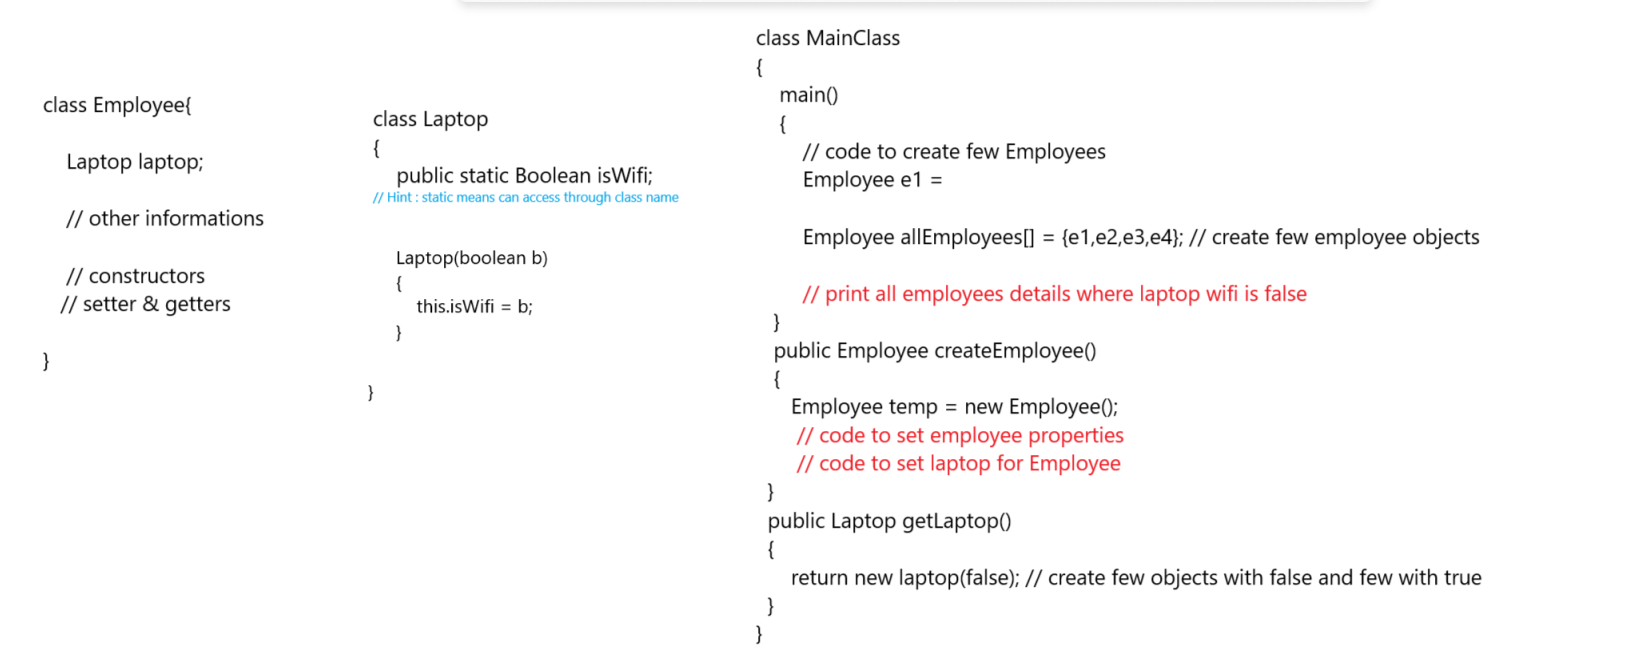 class Employee{
Laptop laptop;
// other informations
// constructors
// setter & getters
}
class Laptop
{
public static Boolean isWifi;
// Hint : static means can access through class name
Laptop(boolean b)
{
this.isWifi = b;
}
}
class MainClass
{
main()
{
// code to create few Employees
Employee e1 =
Employee allEmployees[] = {e1,e2,e3,e4}; // create few employee objects
// print all employees details where laptop wifi is false
}
public Employee createEmployee()
{
Employee temp = new Employee();
// code to set employee properties
// code to set laptop for Employee
}
public Laptop getLaptop()
{
return new laptop(false); // create few objects with false and few with true
}
}